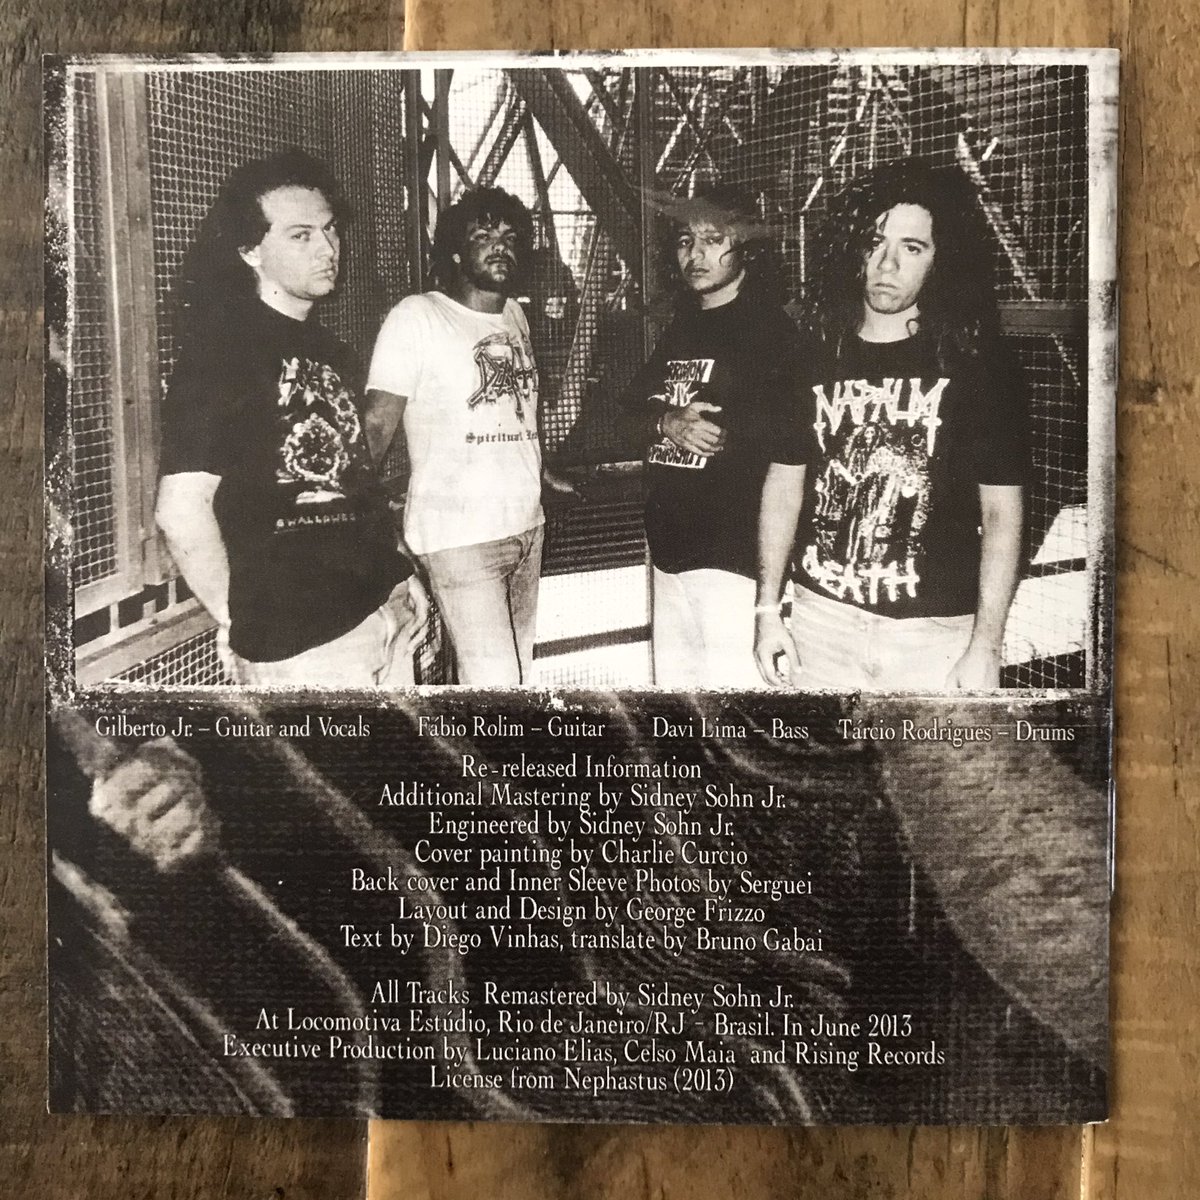 SWALLOWED
DEATH
Spiritual
NAPALM
DEATH
Gilberto Jr. – Guitar and Vocals Fábio Rolim – Guitar Davi Lima – Bass Tárcio Rodrigues – Drums
Re-released Information
Additional Mastering by Sidney Sohn Jr.
Engineered by Sidney Sohn Jr.
Cover painting by Charlie Curcio
Back cover and Inner Sleeve Photos by Serguei
Layout and Design by George Frizzo
Text by Diego Vinhas, translate by Bruno Gabai
All Tracks Remastered by Sidney Sohn Jr.
At Locomotiva Estúdio, Rio de Janeiro/RJ - Brasil. In June 2013
Executive Production by Luciano Elias, Celso Maia and Rising Records
License from Nephastus (2013)